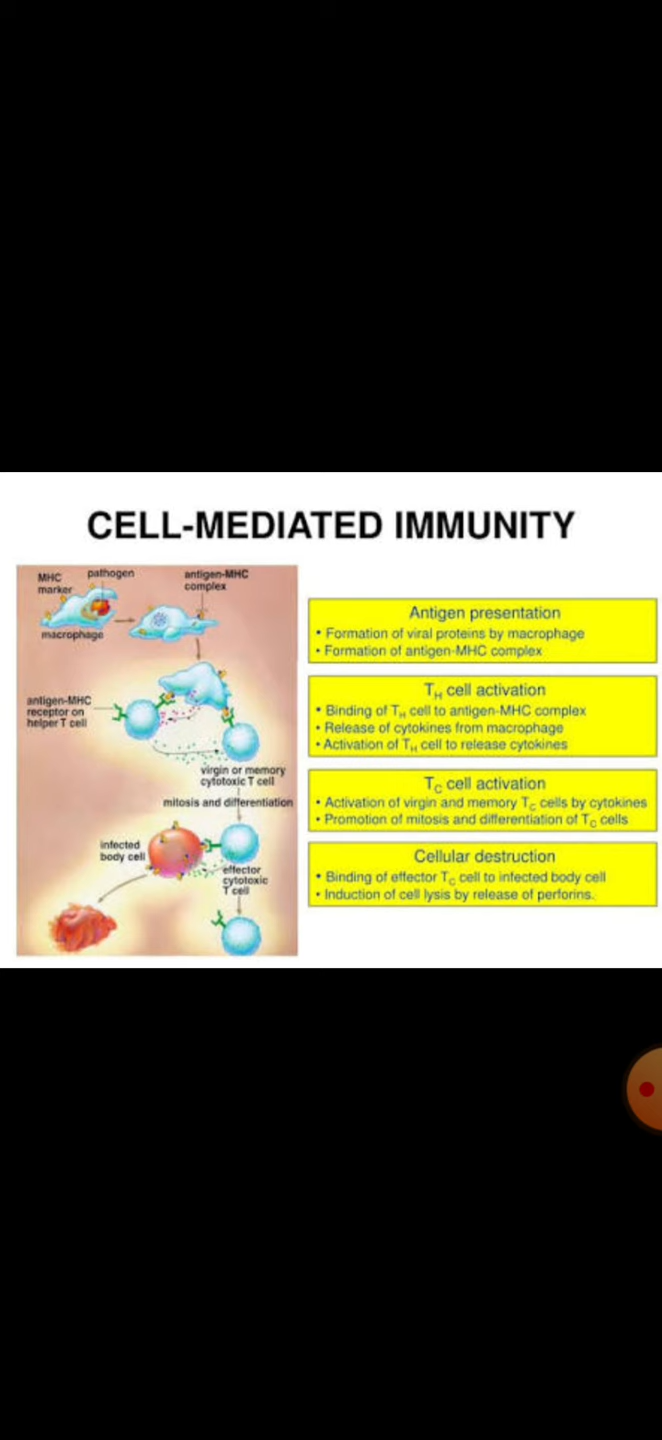 CELL-MEDIATED IMMUNITY
MHC
marker
pathogen
antigen-MHC
complex
macrophage
antigen-MHC
receptor on
helper T cell
virgin or memory
cytotoxic T cell
mitosis and differentiation
infected
body cell
effector
cytotoxic
T cell
Antigen presentation
• Formation of viral proteins by macrophage
• Formation of antigen-MHC complex
TH cell activation
• Binding of TH cell to antigen-MHC complex
• Release of cytokines from macrophage
• Activation of TH cell to release cytokines
TC cell activation
• Activation of virgin and memory TC cells by cytokines
• Promotion of mitosis and differentiation of TC cells
Cellular destruction
• Binding of effector TC cell to infected body cell
• Induction of cell lysis by release of perforins.